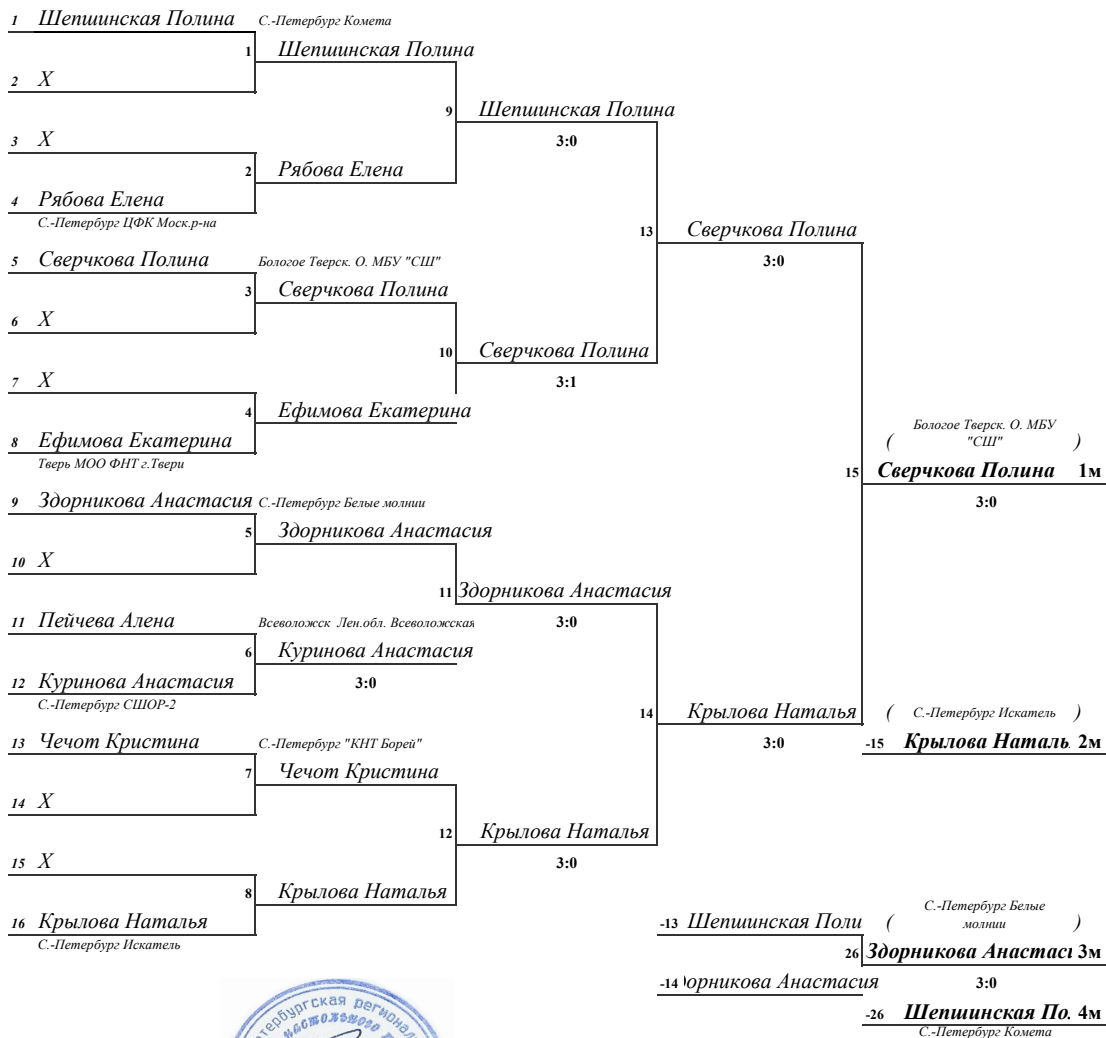 1 Шепшинская Полина С.-Петербург Комета
1 Шепшинская Полина
2 X
9 Шепшинская Полина
3 X
3:0
2 Рябова Елена
4 Рябова Елена
С.-Петербург ЦФК Моск.р-на
13 Сверчкова Полина
5 Сверчкова Полина Бологое Тверск. О. МБУ "СШ"
3:0
3 Сверчкова Полина
6 X
10 Сверчкова Полина
7 X
3:1
4 Ефимова Екатерина
8 Ефимова Екатерина
Тверь МОО ФНТ г.Твери
( Бологое Тверск. О. МБУ
"СШ" )
15 Сверчкова Полина 1м
9 Здорникова Анастасия С.-Петербург Белые молнии
3:0
5 Здорникова Анастасия
10 X
11 Здорникова Анастасия
11 Пейчева Алена Всеволожск Лен.обл. Всеволожская
3:0
6 Куринова Анастасия
12 Куринова Анастасия
3:0
С.-Петербург СШОР-2
14 Крылова Наталья ( С.-Петербург Искатель )
13 Чечот Кристина С.-Петербург "КНТ Борей"
3:0
-15 Крылова Наталь 2м
7 Чечот Кристина
14 X
12 Крылова Наталья
15 X
3:0
8 Крылова Наталья
16 Крылова Наталья
С.-Петербург Искатель
-13 Шепшинская Поли ( С.-Петербург Белые
молнии )
26 Здорникова Анастаси 3м
-14 орникова Анастасия
3:0
-26 Шепшинская По. 4м
С.-Петербург Комета